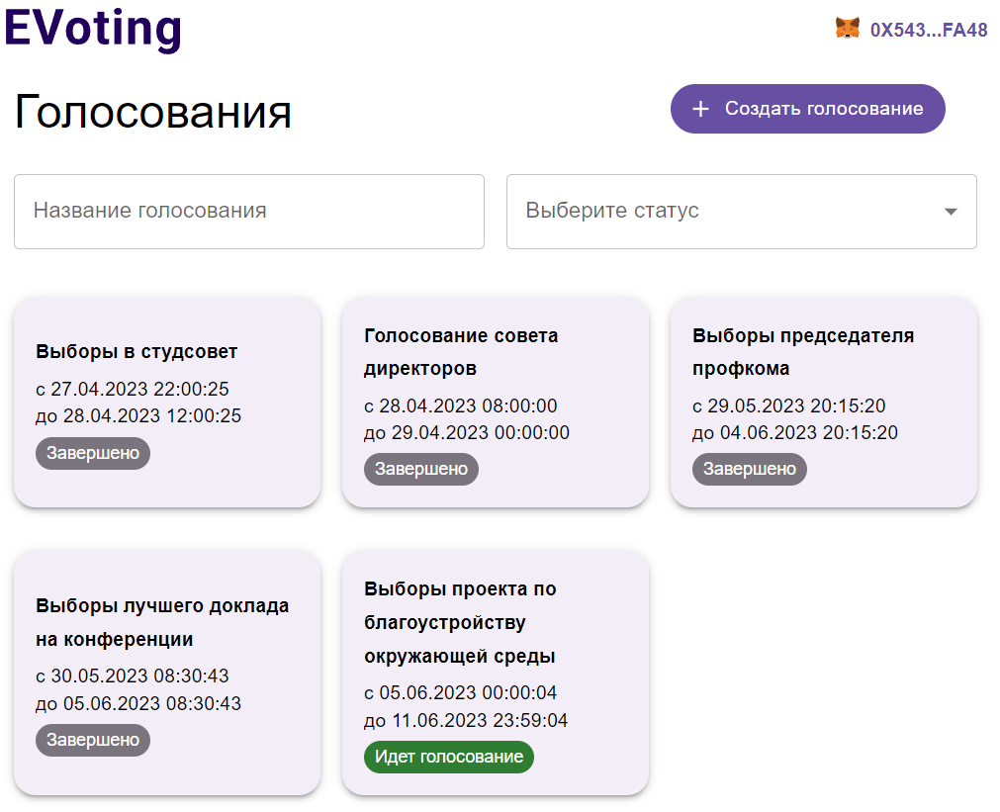 EVoting
0X543...FA48
Голосования
+ Создать голосование
Название голосования
Выберите статус
Выборы в студсовет
с 27.04.2023 22:00:25
до 28.04.2023 12:00:25
Завершено
Голосование совета
директоров
с 28.04.2023 08:00:00
до 29.04.2023 00:00:00
Завершено
Выборы председателя
профкома
с 29.05.2023 20:15:20
до 04.06.2023 20:15:20
Завершено
Выборы лучшего доклада
на конференции
с 30.05.2023 08:30:43
до 05.06.2023 08:30:43
Завершено
Выборы проекта по
благоустройству
окружающей среды
с 05.06.2023 00:00:04
до 11.06.2023 23:59:04
Идет голосование